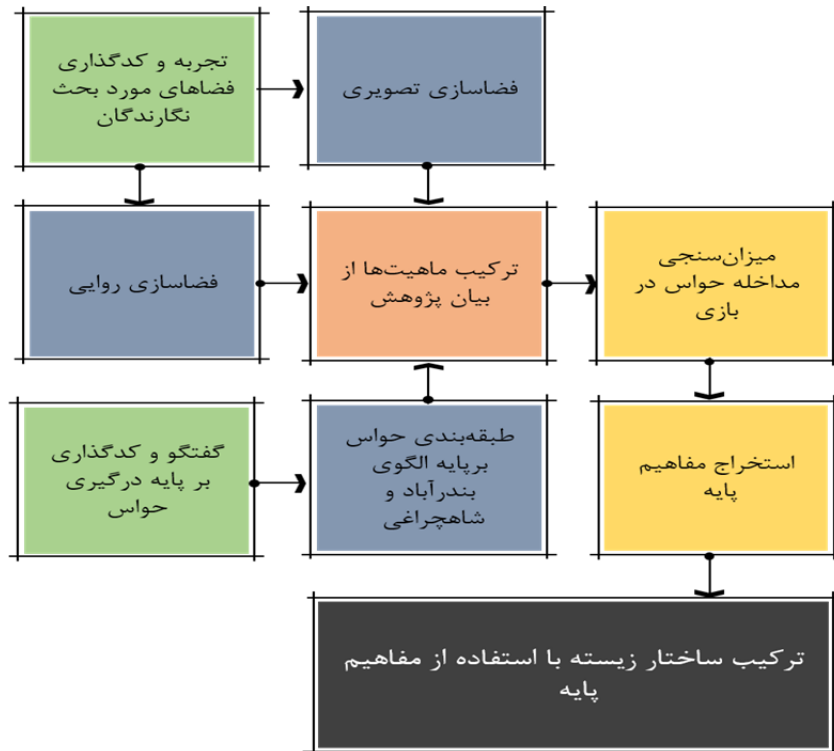 تجربه و کدگذاری
فضاهای مورد بحث
نگارندگان
فضاسازی تصویری
فضاسازی روایی
ترکیب ماهیت‌ها از
بیان پژوهش
میزان‌سنجی
مداخله حواس در
بازی
گفتگو و کدگذاری
بر پایه درگیری
حواس
طبقه‌بندی حواس
برپایه الگوی
بندرآباد و
شاهچراغی
استخراج مفاهیم
پایه
ترکیب ساختار زیسته با استفاده از مفاهیم
پایه